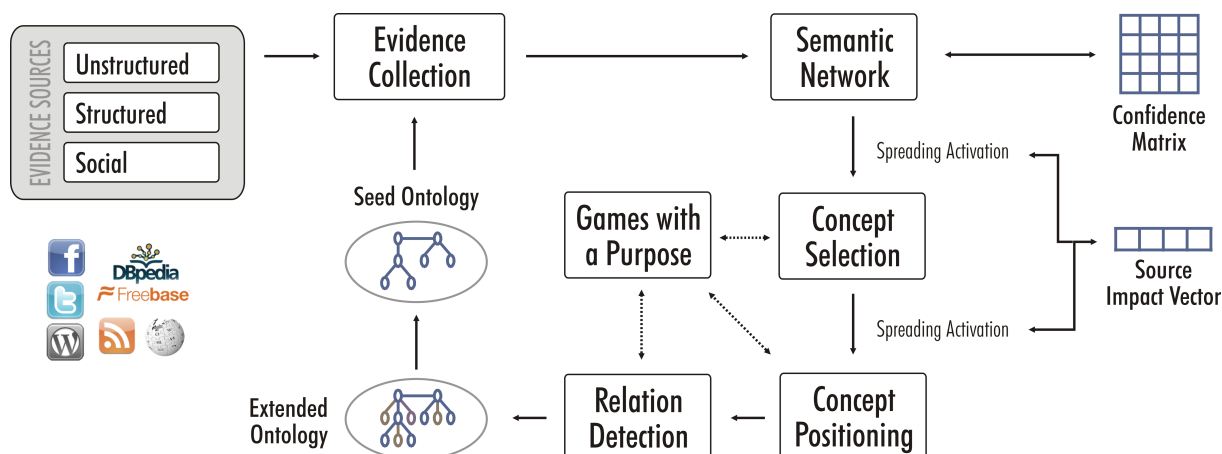 EVIDENCE SOURCES
Unstructured
Structured
Social
Evidence
Collection
Semantic
Network
Confidence
Matrix
Spreading Activation
Seed Ontology
Games with
a Purpose
Concept
Selection
Source
Impact Vector
f
DBpedia
Freebase
t
W
Spreading Activation
Extended
Ontology
Relation
Detection
Concept
Positioning